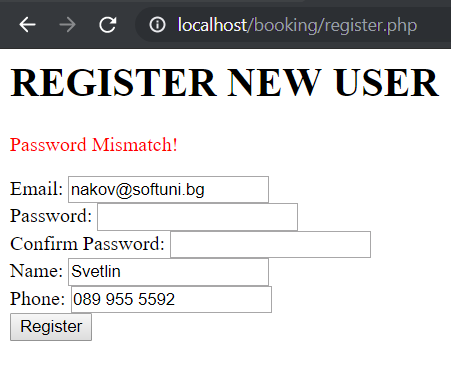 localhost/booking/register.php
REGISTER NEW USER
Password Mismatch!
Email: nakov@softuni.bg
Password:
Confirm Password:
Name: Svetlin
Phone: 089 955 5592
Register